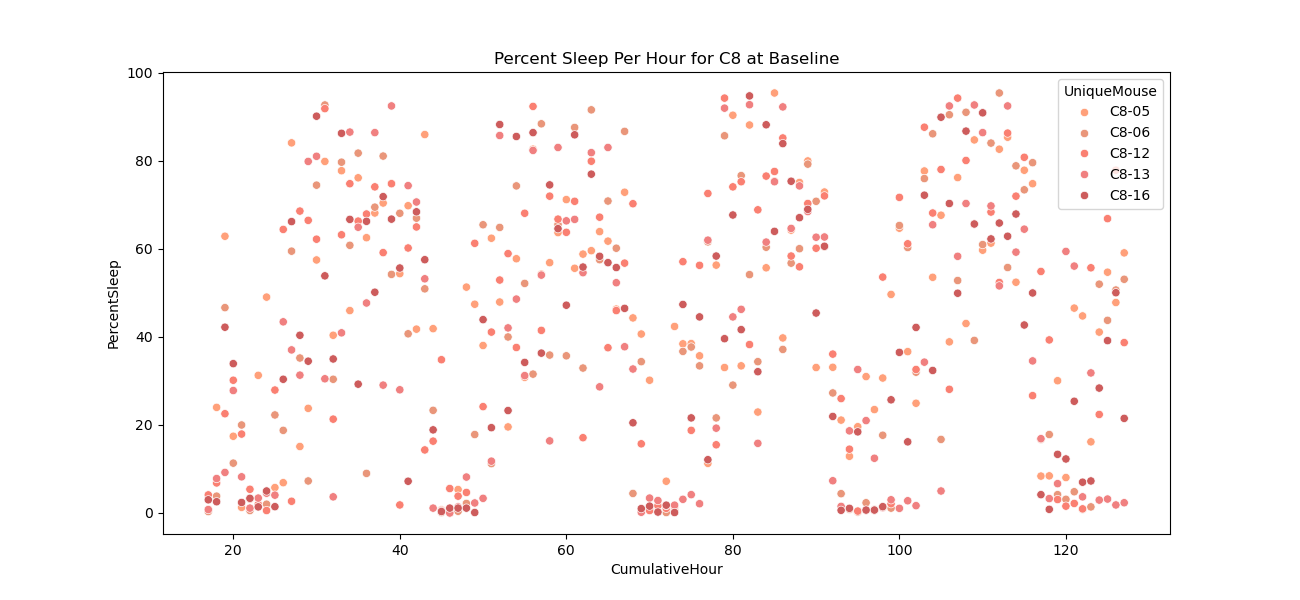 Percent Sleep Per Hour for C8 at Baseline
100
80
60
40
20
0
PercentSleep
20
40
60
80
100
120
CumulativeHour
UniqueMouse
C8-05
C8-06
C8-12
C8-13
C8-16